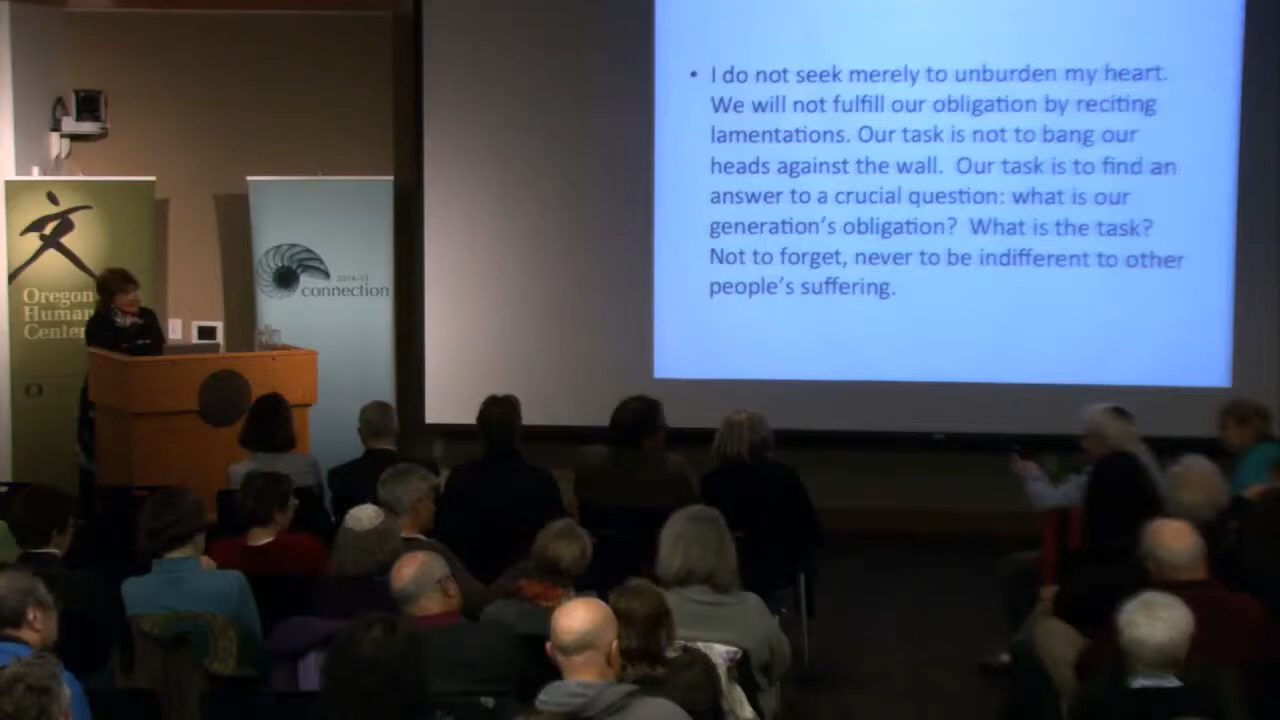 • I do not seek merely to unburden my heart.
We will not fulfill our obligation by reciting
lamentations. Our task is not to bang our
heads against the wall.  Our task is to find an
answer to a crucial question: what is our
generation's obligation?  What is the task?
Not to forget, never to be indifferent to other
people's suffering.
Oregon
Human
Center
connection